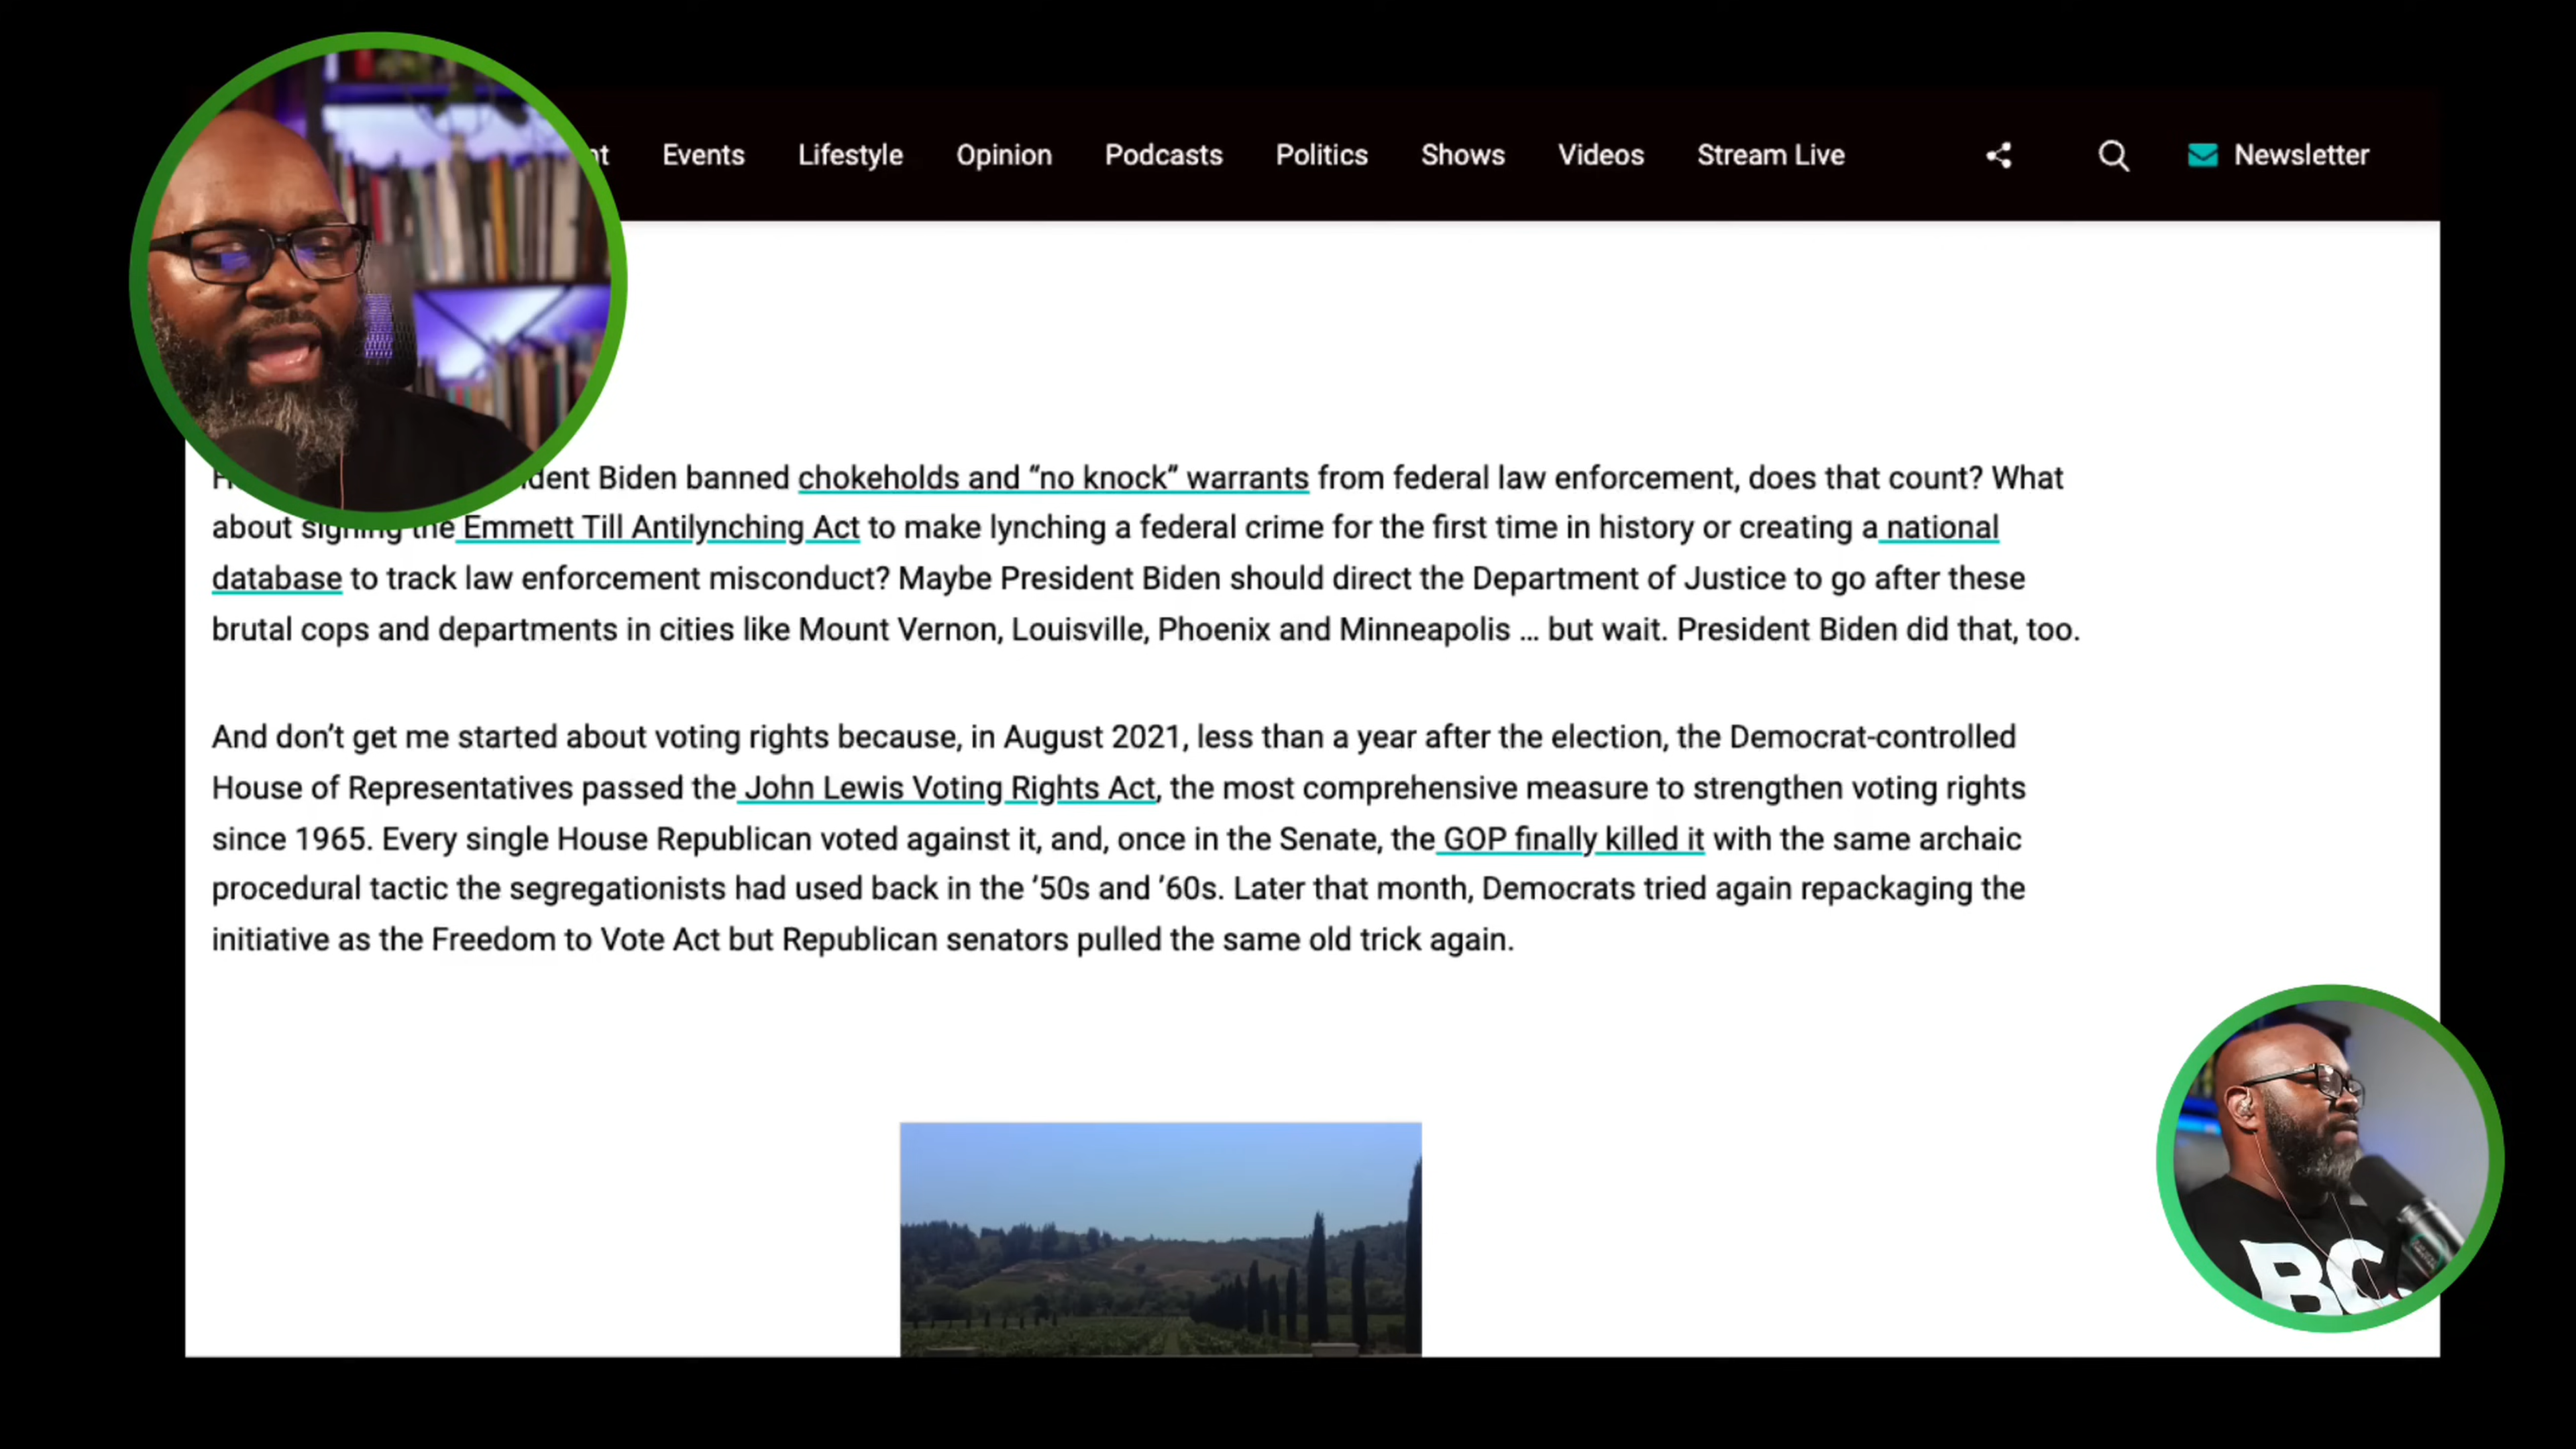 nt Events Lifestyle Opinion Podcasts Politics Shows Videos Stream Live Newsletter
dent Biden banned chokeholds and “no knock” warrants from federal law enforcement, does that count? What
about signing the Emmett Till Antilynching Act to make lynching a federal crime for the first time in history or creating a national
database to track law enforcement misconduct? Maybe President Biden should direct the Department of Justice to go after these
brutal cops and departments in cities like Mount Vernon, Louisville, Phoenix and Minneapolis ... but wait. President Biden did that, too.
And don’t get me started about voting rights because, in August 2021, less than a year after the election, the Democrat-controlled
House of Representatives passed the John Lewis Voting Rights Act, the most comprehensive measure to strengthen voting rights
since 1965. Every single House Republican voted against it, and, once in the Senate, the GOP finally killed it with the same archaic
procedural tactic the segregationists had used back in the ’50s and ’60s. Later that month, Democrats tried again repackaging the
initiative as the Freedom to Vote Act but Republican senators pulled the same old trick again.
BC